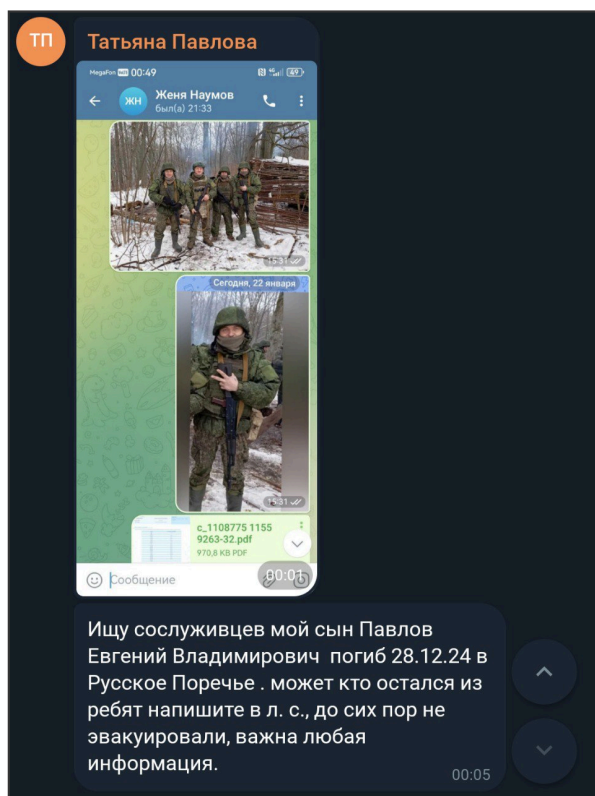 ТП
Татьяна Павлова
MegaFon 00:49
4G 49
ЖН
Женя Наумов
был(а) 21:33
15:31
Сегодня, 22 января
15:31
c_1108775 1155
9263-32.pdf
970,8 KB PDF
Сообщение
00:01
Ищу сослуживцев мой сын Павлов
Евгений Владимирович погиб 28.12.24 в
Русское Поречье . может кто остался из
ребят напишите в л. с., до сих пор не
эвакуировали, важна любая
информация.
00:05